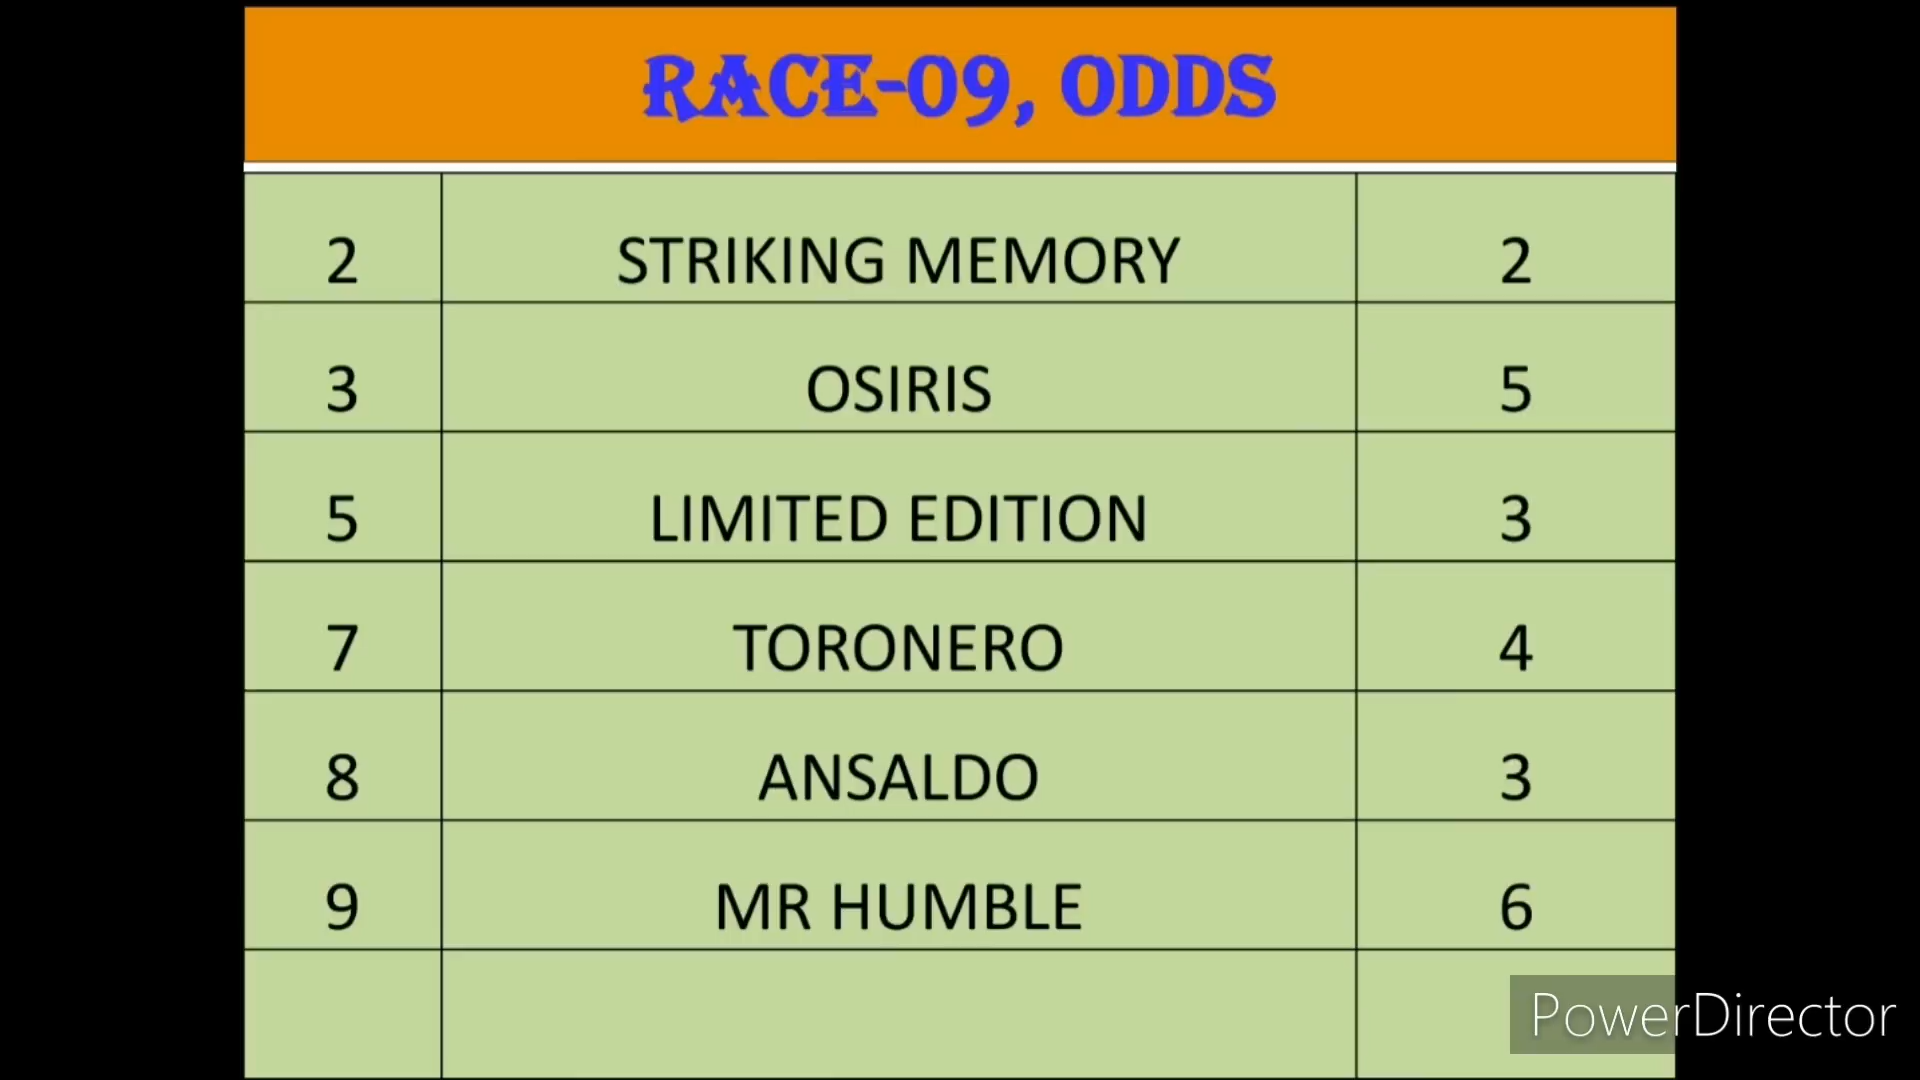 RACE-09, ODDS
2 STRIKING MEMORY 2
3 OSIRIS 5
5 LIMITED EDITION 3
7 TORONERO 4
8 ANSALDO 3
9 MR HUMBLE 6
PowerDirector